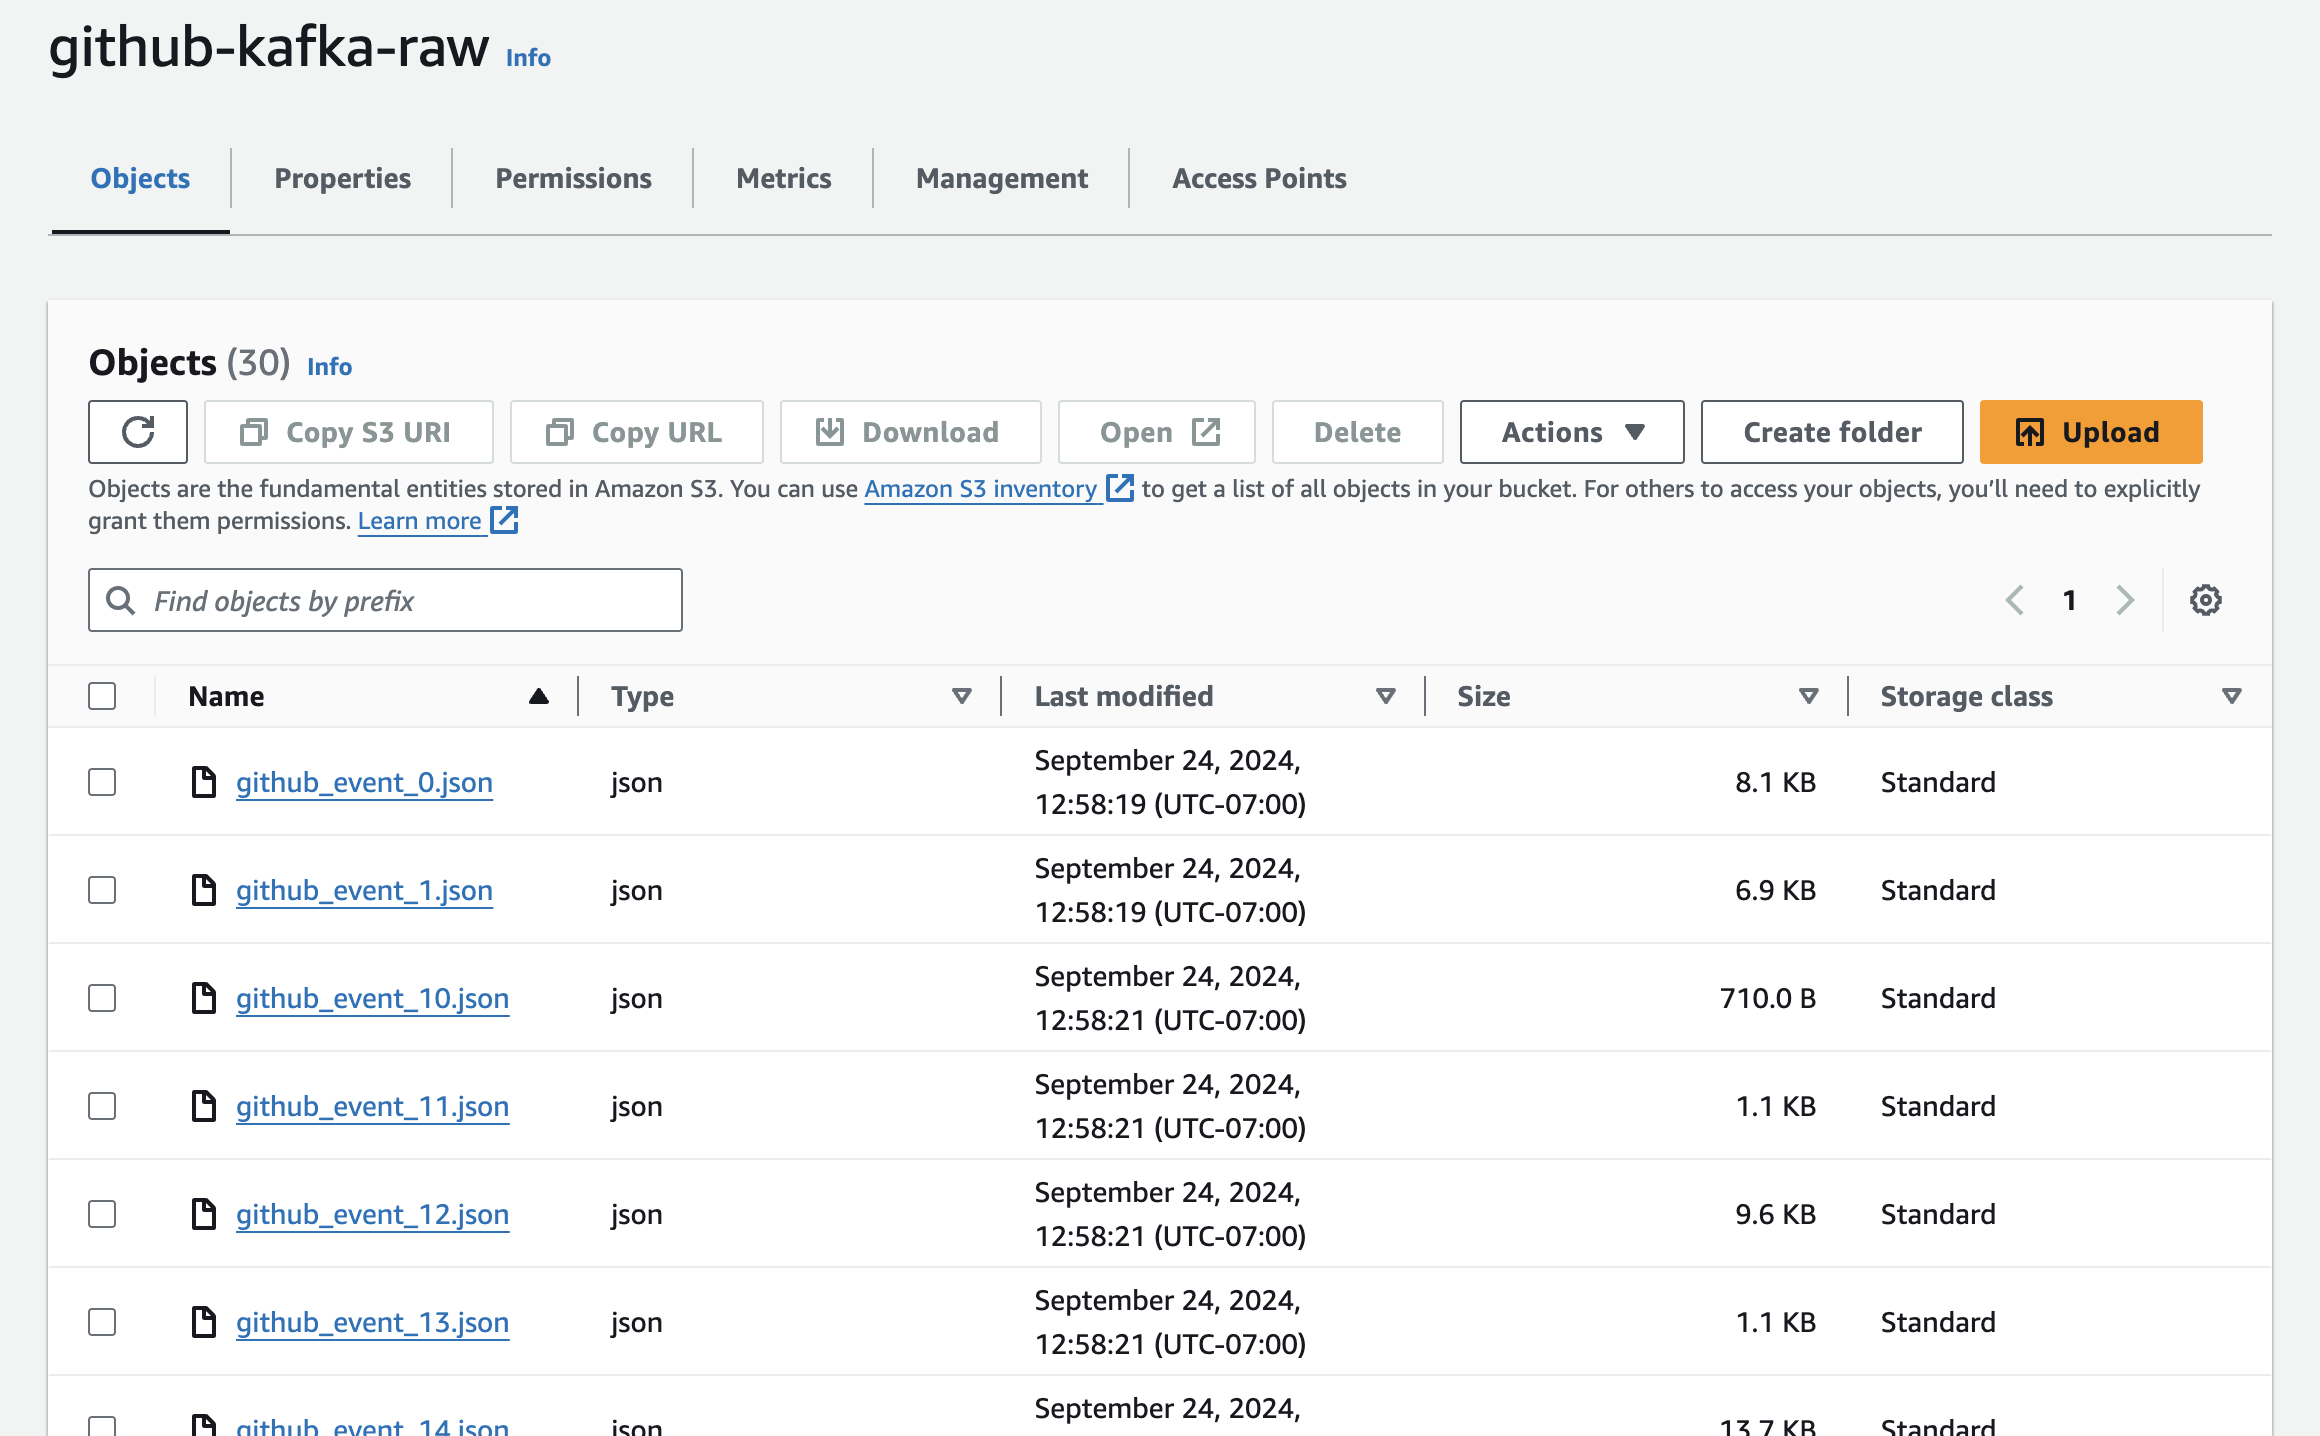 github-kafka-raw Info
Objects Properties Permissions Metrics Management Access Points
Objects (30) Info
Copy S3 URI Copy URL Download Open Delete Actions Create folder Upload
Objects are the fundamental entities stored in Amazon S3. You can use Amazon S3 inventory to get a list of all objects in your bucket. For others to access your objects, you’ll need to explicitly
grant them permissions. Learn more
Find objects by prefix 1
Name Type Last modified Size Storage class
github_event_0.json json September 24, 2024, 8.1 KB Standard
12:58:19 (UTC-07:00)
github_event_1.json json September 24, 2024, 6.9 KB Standard
12:58:19 (UTC-07:00)
github_event_10.json json September 24, 2024, 710.0 B Standard
12:58:21 (UTC-07:00)
github_event_11.json json September 24, 2024, 1.1 KB Standard
12:58:21 (UTC-07:00)
github_event_12.json json September 24, 2024, 9.6 KB Standard
12:58:21 (UTC-07:00)
github_event_13.json json September 24, 2024, 1.1 KB Standard
12:58:21 (UTC-07:00)
September 24, 2024,
github_event_14.json json 13.7 KB Standard